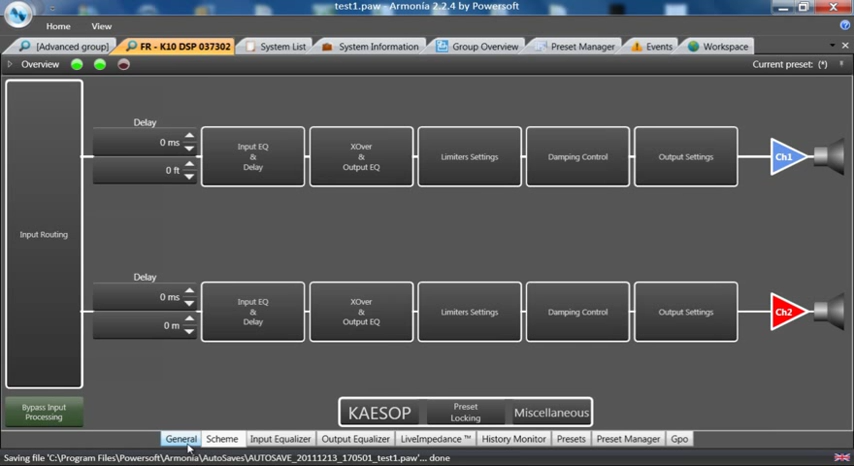 test1.paw - Armonía 2.2.4 by Powersoft
Home View
[Advanced group] FR - K10 DSP 037302 System List System Information Group Overview Preset Manager Events Workspace
Overview Current preset: (*)
Delay
0 ms
0 ft
Input EQ
&
Delay
XOver
&
Output EQ
Limiters Settings
Damping Control
Output Settings
Ch1
Input Routing
Delay
0 ms
0 m
Input EQ
&
Delay
XOver
&
Output EQ
Limiters Settings
Damping Control
Output Settings
Ch2
Bypass Input
Processing
KAESOP
Preset
Locking
Miscellaneous
General Scheme Input Equalizer Output Equalizer LiveImpedance ™ History Monitor Presets Preset Manager Gpo
Saving file 'C:\Program Files\Powersoft\Armonía\AutoSaves\AUTOSAVE_20111213_170501_test1.paw'... done